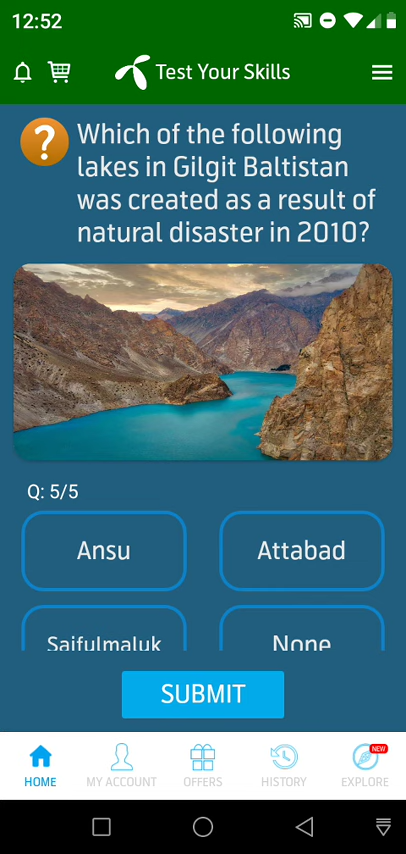 12:52
Test Your Skills
?
Which of the following
lakes in Gilgit Baltistan
was created as a result of
natural disaster in 2010?
Q: 5/5
Ansu
Attabad
Saifulmaluk
None
SUBMIT
NEW
HOME
MY ACCOUNT
OFFERS
HISTORY
EXPLORE